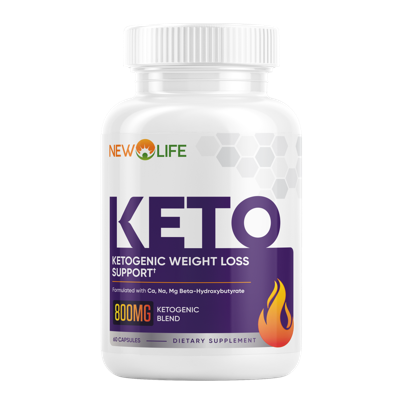 NEW LIFE
KETO
KETOGENIC WEIGHT LOSS
SUPPORT†
Formulated with Ca, Na, Mg Beta-Hydroxybutyrate
800MG
KETOGENIC
BLEND
60 CAPSULES
DIETARY SUPPLEMENT